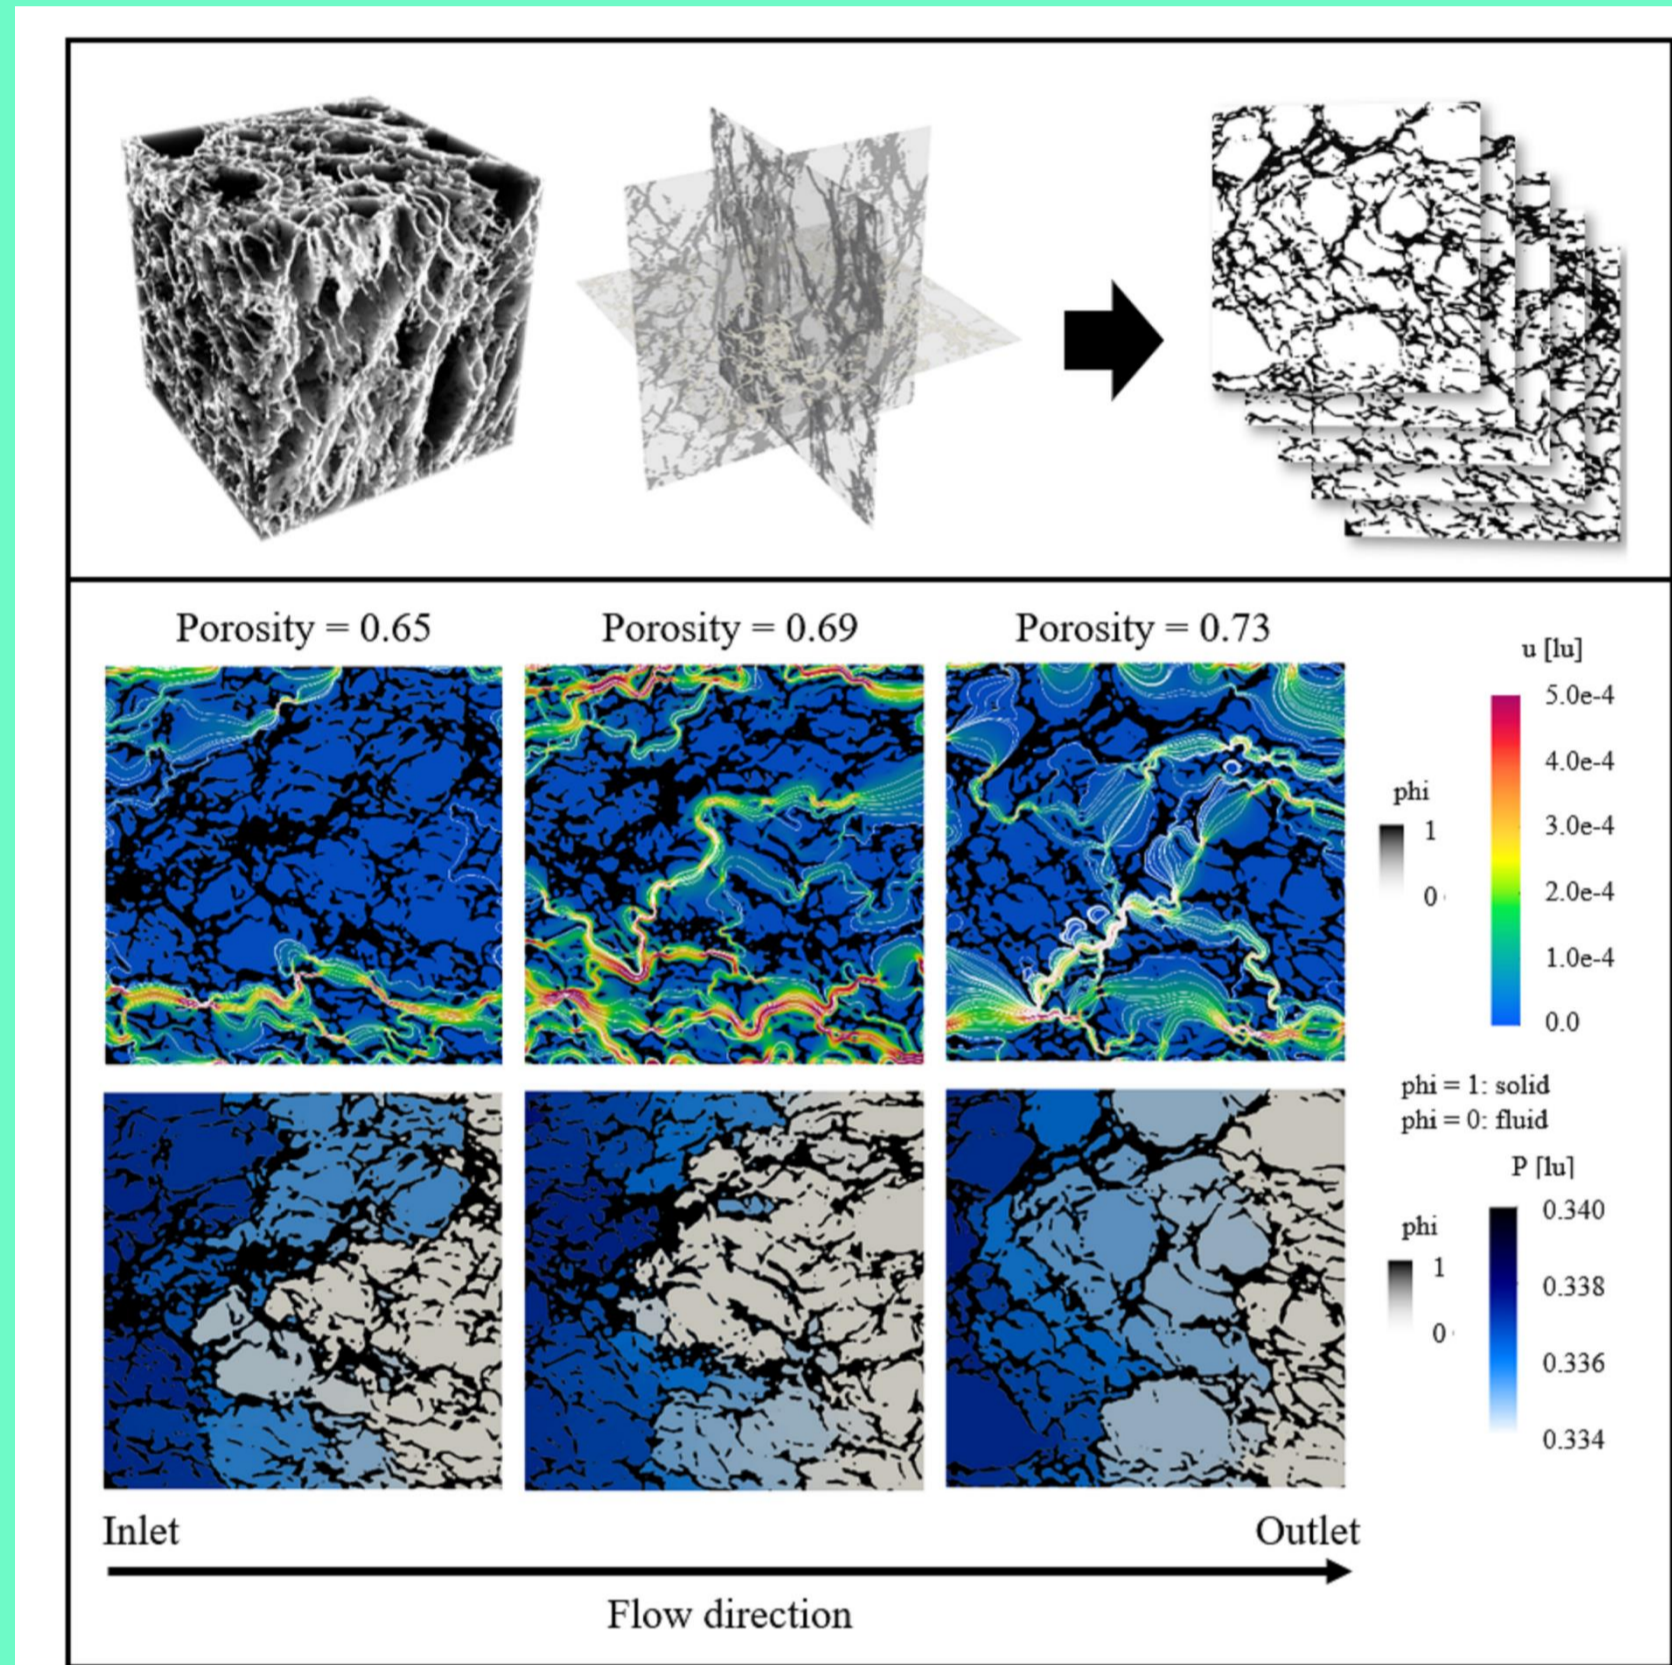 Porosity = 0.65
Porosity = 0.69
Porosity = 0.73
u [lu]
5.0e-4
4.0e-4
3.0e-4
2.0e-4
1.0e-4
0.0
phi
1
0
phi = 1: solid
phi = 0: fluid
P [lu]
0.340
0.338
0.336
0.334
phi
1
0
Inlet
Outlet
Flow direction